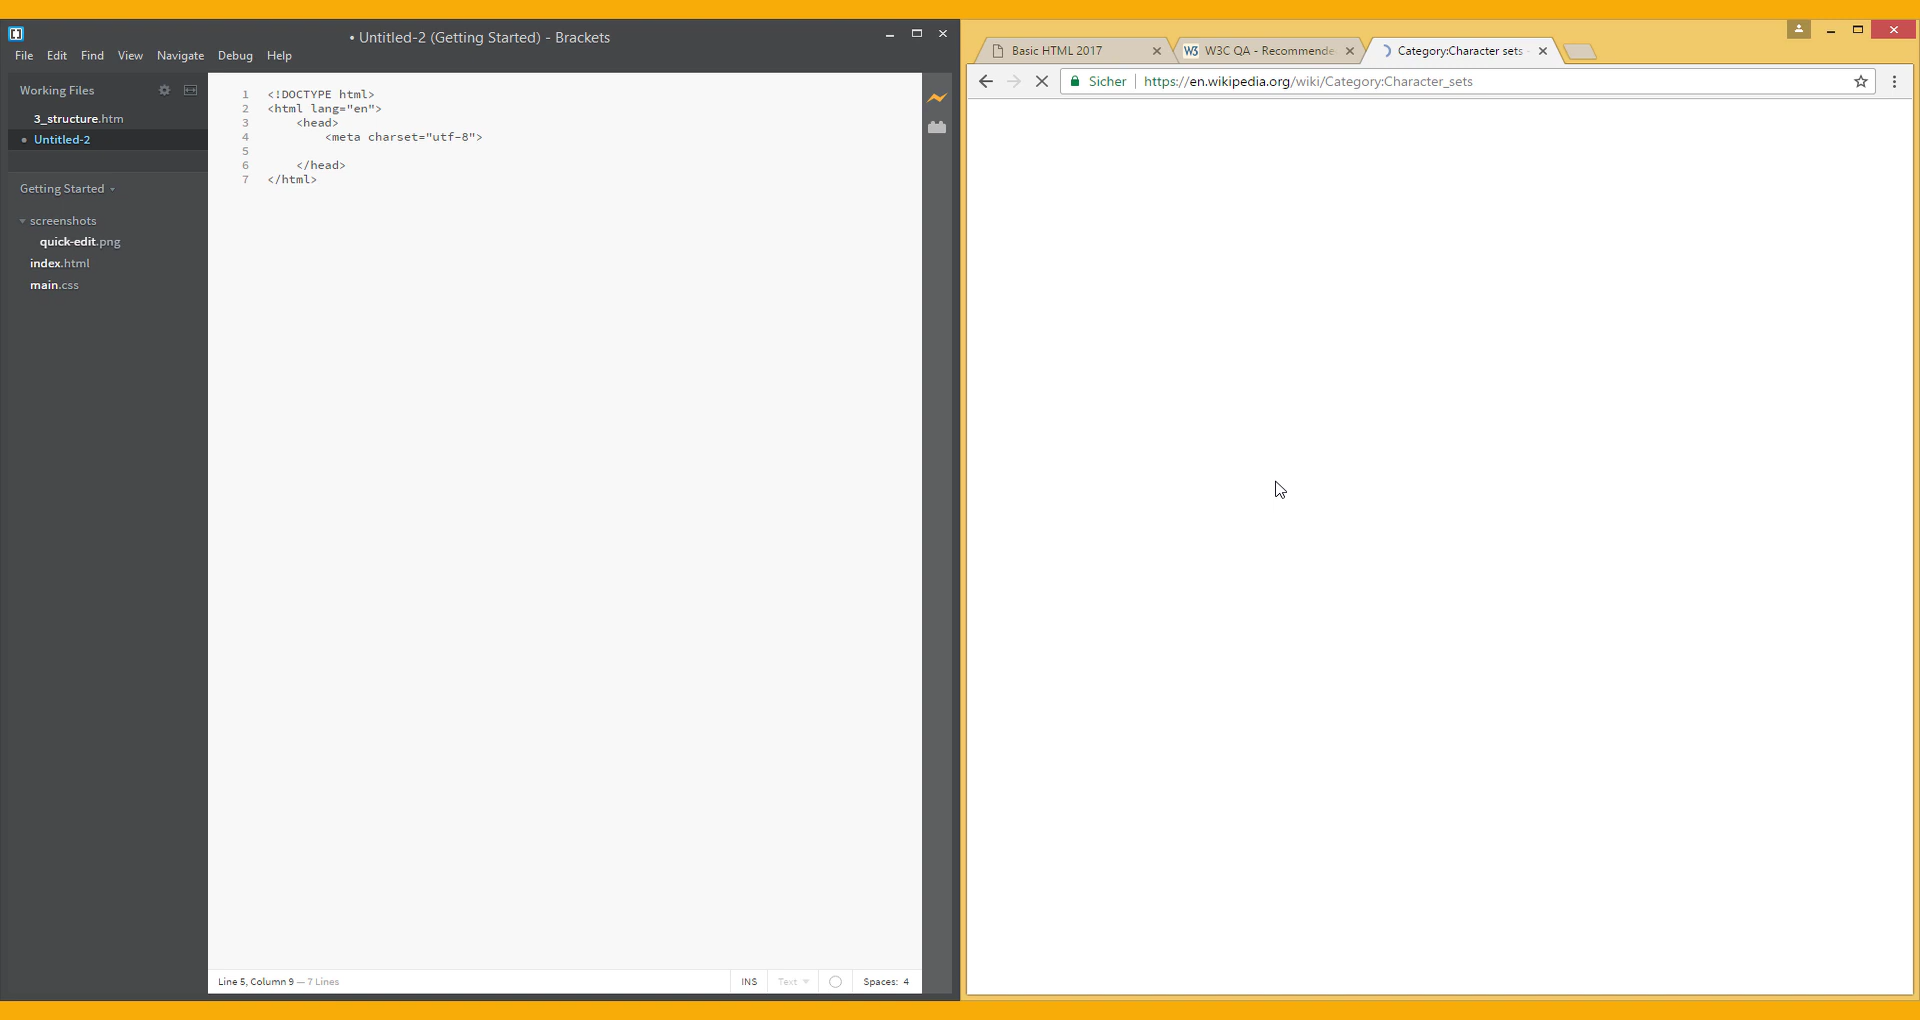 • Untitled-2 (Getting Started) - Brackets
File Edit Find View Navigate Debug Help
Working Files
3_structure.htm
• Untitled-2
Getting Started
screenshots
quick-edit.png
index.html
main.css
1 <!DOCTYPE html>
2 <html lang="en">
3 <head>
4 <meta charset="utf-8">
5
6 </head>
7 </html>
Line 5, Column 9 — 7 Lines
INS
Text
Spaces: 4
Basic HTML 2017
W3 W3C QA - Recommende
Category:Character sets -
Sicher https://en.wikipedia.org/wiki/Category:Character_sets